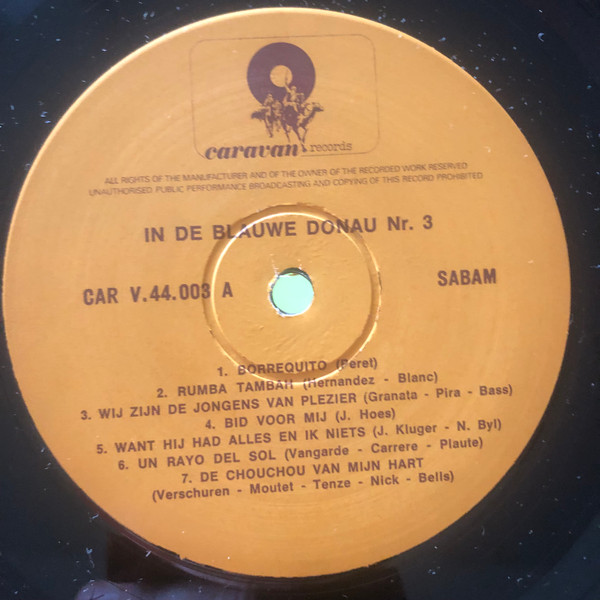 caravan records
ALL RIGHTS OF THE MANUFACTURER AND OF THE OWNER OF THE RECORDED WORK RESERVED
UNAUTHORISED PUBLIC PERFORMANCE BROADCASTING AND COPYING OF THIS RECORD PROHIBITED
IN DE BLAUWE DONAU Nr. 3
CAR V.44.003 A
SABAM
1. BORREQUITO (Peret)
2. RUMBA TAMBAH (Hernandez - Blanc)
3. WIJ ZIJN DE JONGENS VAN PLEZIER (Granata - Pira - Bass)
4. BID VOOR MIJ (J. Hoes)
5. WANT HIJ HAD ALLES EN IK NIETS (J. Kluger - N. Byl)
6. UN RAYO DEL SOL (Vangarde - Carrere - Plaute)
7. DE CHOUCHOU VAN MIJN HART
(Verschuren - Moutet - Tenze - Nick - Bells)